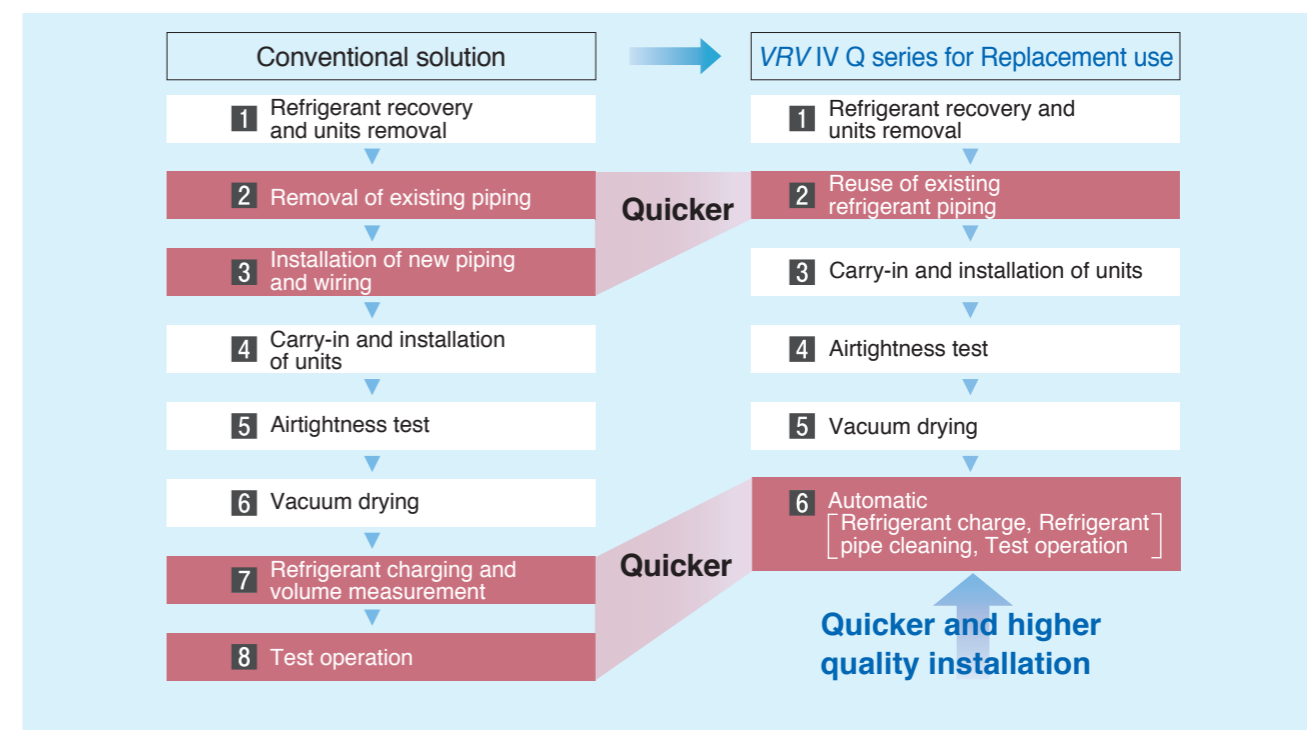 Conventional solution
VRV IV Q series for Replacement use
1 Refrigerant recovery
and units removal
2 Removal of existing piping
3 Installation of new piping
and wiring
4 Carry-in and installation
of units
5 Airtightness test
6 Vacuum drying
7 Refrigerant charging and
volume measurement
8 Test operation
Quicker
Quicker
1 Refrigerant recovery and
units removal
2 Reuse of existing
refrigerant piping
3 Carry-in and installation of units
4 Airtightness test
5 Vacuum drying
6 Automatic
[Refrigerant charge, Refrigerant
pipe cleaning, Test operation]
Quicker and higher
quality installation